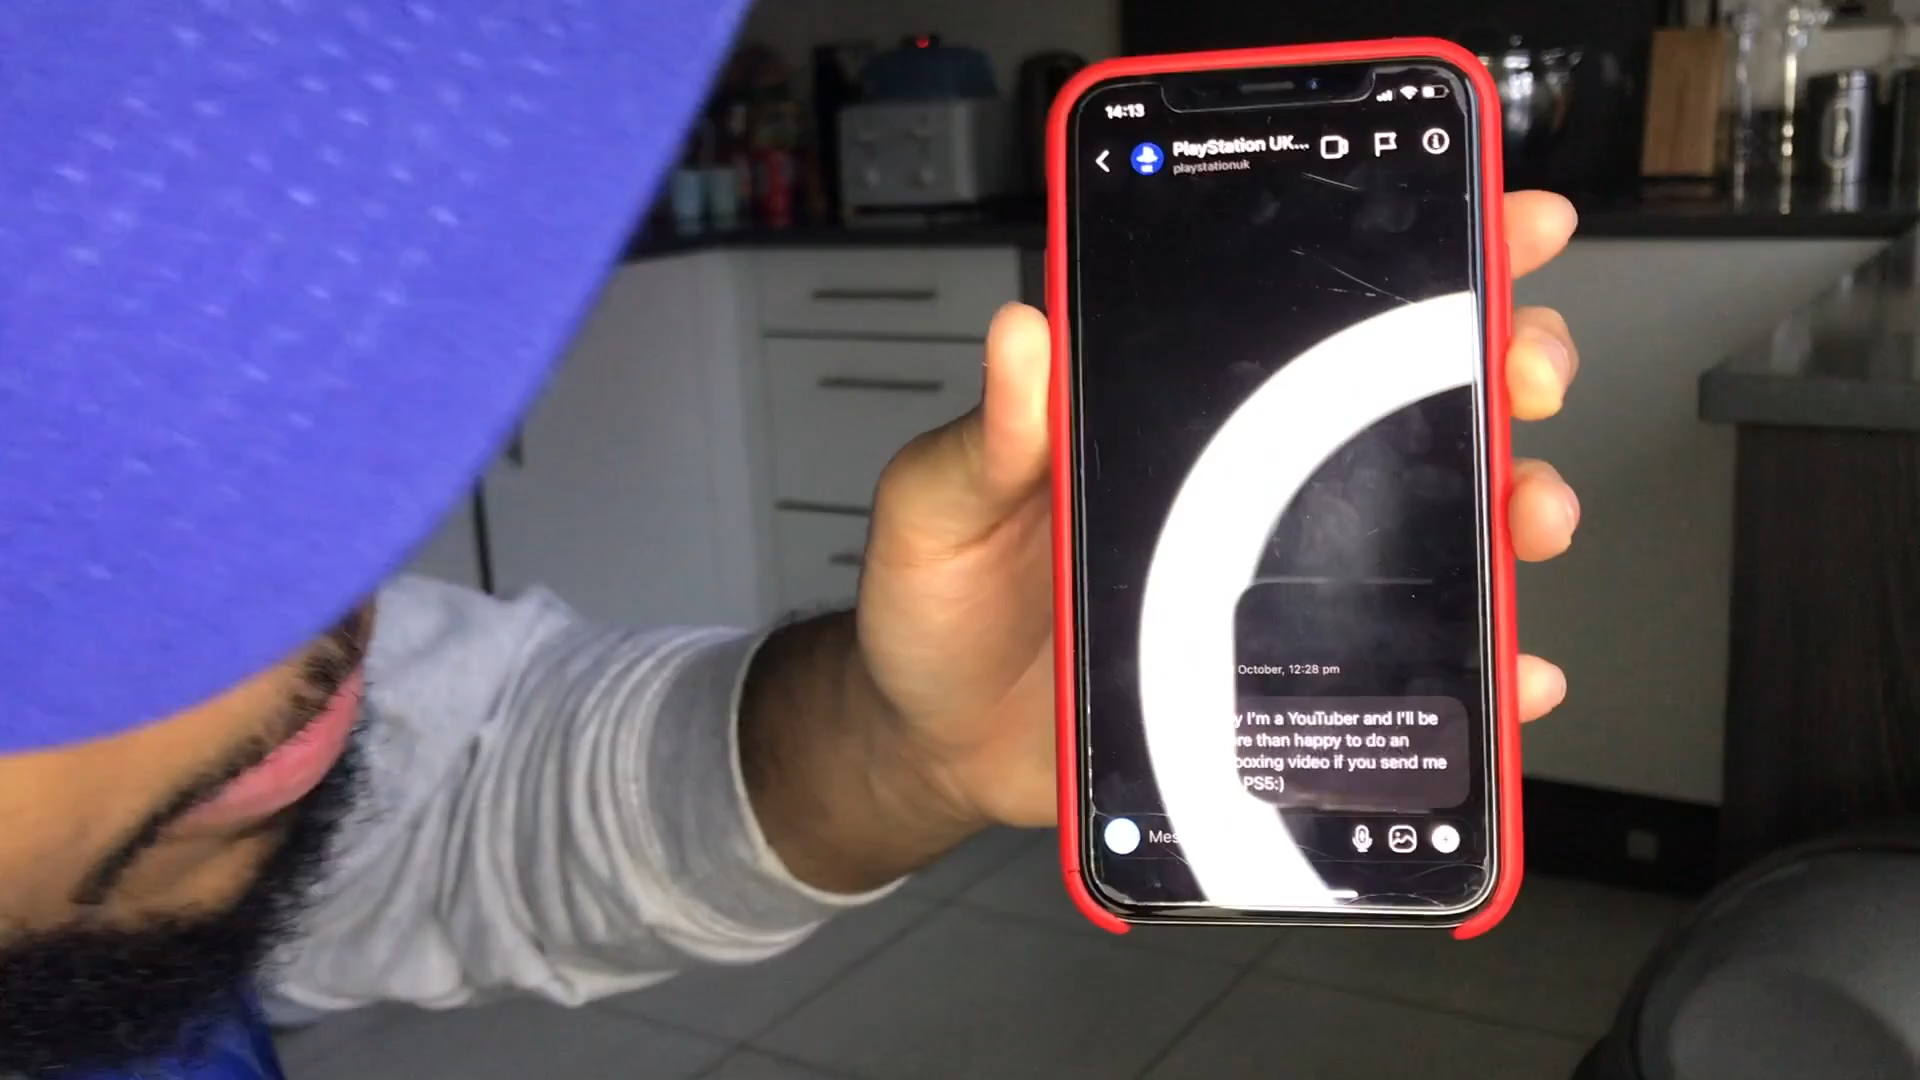 14:13
PlayStation UK...
playstationuk
October, 12:28 pm
I'm a YouTuber and I'll be
than happy to do an
video if you send me
PS5:)